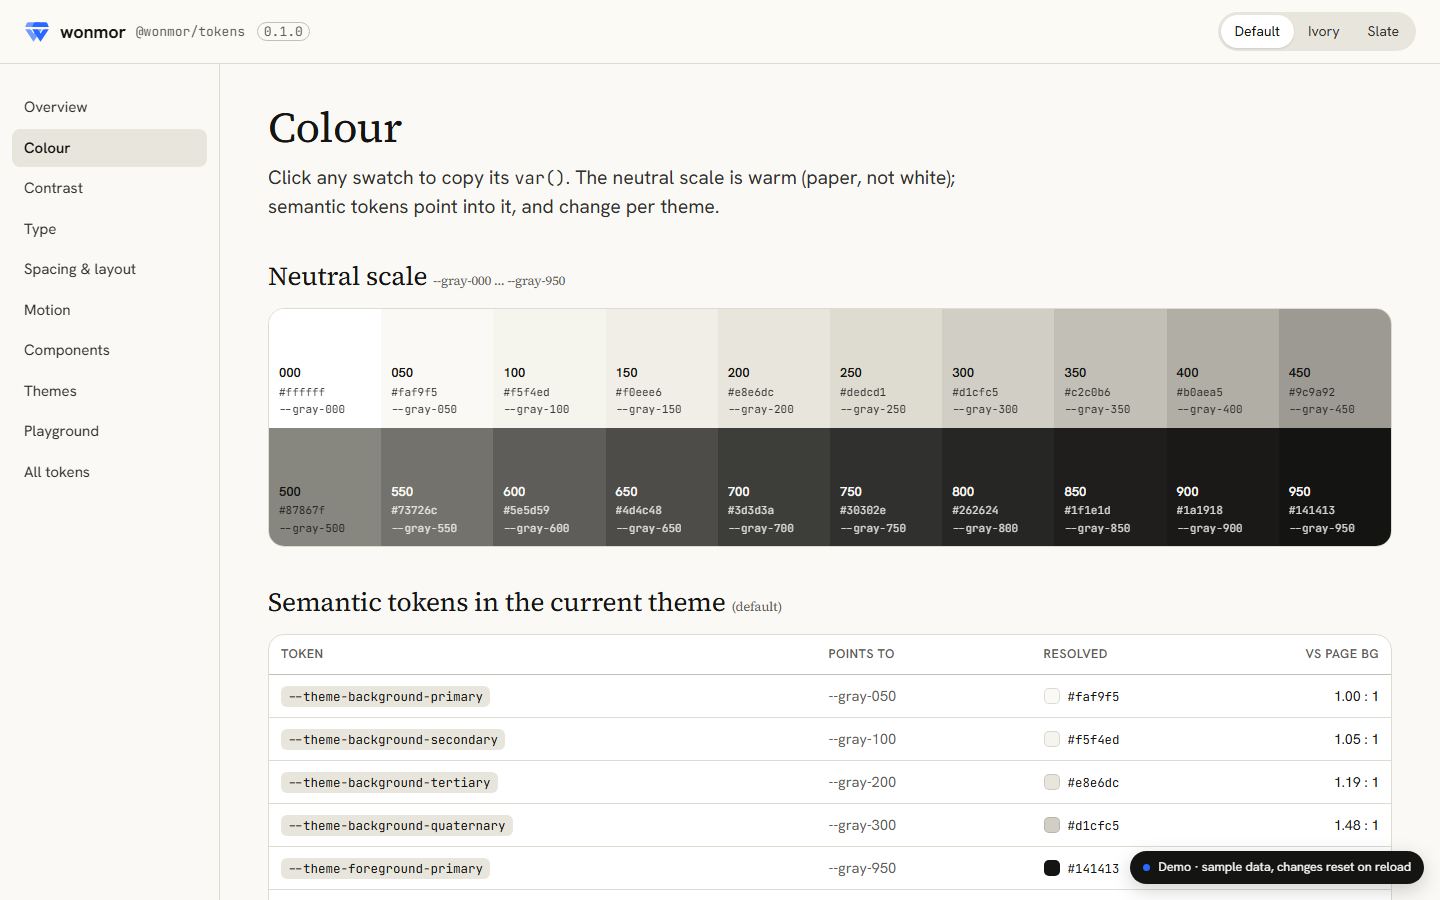 wonmor @wonmor/tokens 0.1.0
Default Ivory Slate
Overview
Colour
Contrast
Type
Spacing & layout
Motion
Components
Themes
Playground
All tokens
Colour
Click any swatch to copy its var(). The neutral scale is warm (paper, not white);
semantic tokens point into it, and change per theme.
Neutral scale --gray-000 … --gray-950
000 050 100 150 200 250 300 350 400 450
#ffffff #faf9f5 #f5f4ed #f0eee6 #e8e6dc #dedcd1 #d1cfc5 #c2c0b6 #b0aea5 #9c9a92
--gray-000 --gray-050 --gray-100 --gray-150 --gray-200 --gray-250 --gray-300 --gray-350 --gray-400 --gray-450
500 550 600 650 700 750 800 850 900 950
#87867f #73726c #5e5d59 #4d4c48 #3d3d3a #30302e #262624 #1f1e1d #1a1918 #141413
--gray-500 --gray-550 --gray-600 --gray-650 --gray-700 --gray-750 --gray-800 --gray-850 --gray-900 --gray-950
Semantic tokens in the current theme (default)
TOKEN POINTS TO RESOLVED VS PAGE BG
--theme-background-primary --gray-050 #faf9f5 1.00 : 1
--theme-background-secondary --gray-100 #f5f4ed 1.05 : 1
--theme-background-tertiary --gray-200 #e8e6dc 1.19 : 1
--theme-background-quaternary --gray-300 #d1cfc5 1.48 : 1
--theme-foreground-primary --gray-950 #141413
Demo · sample data, changes reset on reload